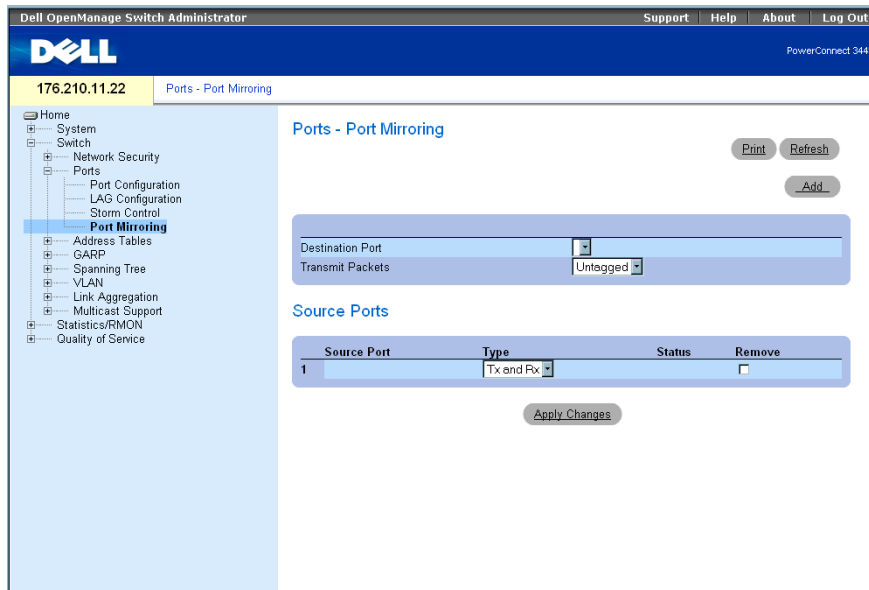 Dell OpenManage Switch Administrator
Support | Help | About | Log Out
DELL
PowerConnect 344
176.210.11.22
Ports - Port Mirroring
Home
System
Switch
Network Security
Ports
Port Configuration
LAG Configuration
Storm Control
Port Mirroring
Address Tables
GARP
Spanning Tree
VLAN
Link Aggregation
Multicast Support
Statistics/RMON
Quality of Service
Ports - Port Mirroring
Print Refresh
Add
Destination Port
Transmit Packets Untagged
Source Ports
Source Port Type Status Remove
1 Tx and Rx
Apply Changes